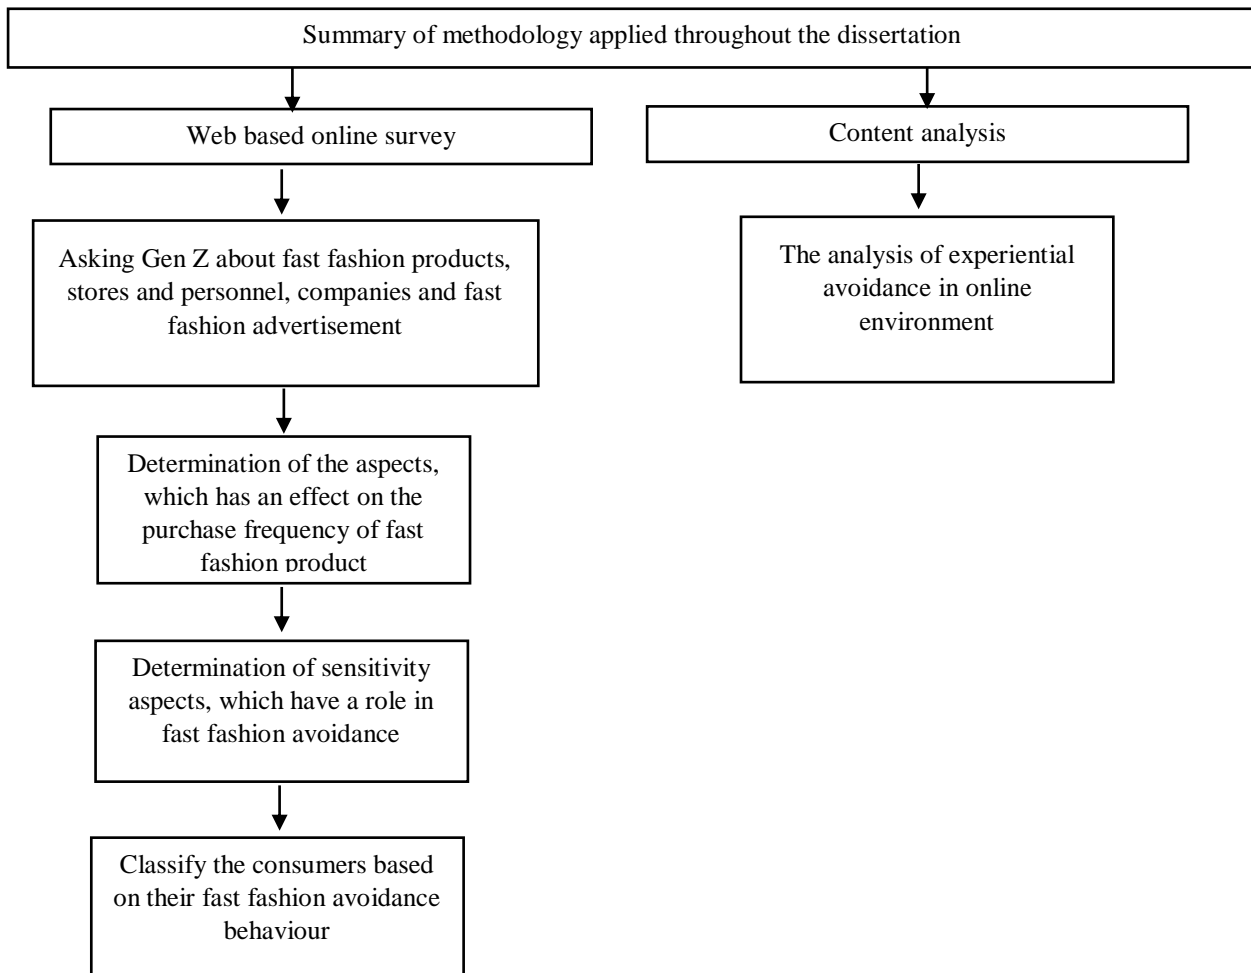 Summary of methodology applied throughout the dissertation
Web based online survey
Content analysis
Asking Gen Z about fast fashion products,
stores and personnel, companies and fast
fashion advertisement
The analysis of experiential
avoidance in online
environment
Determination of the aspects,
which has an effect on the
purchase frequency of fast
fashion product
Determination of sensitivity
aspects, which have a role in
fast fashion avoidance
Classify the consumers based
on their fast fashion avoidance
behaviour